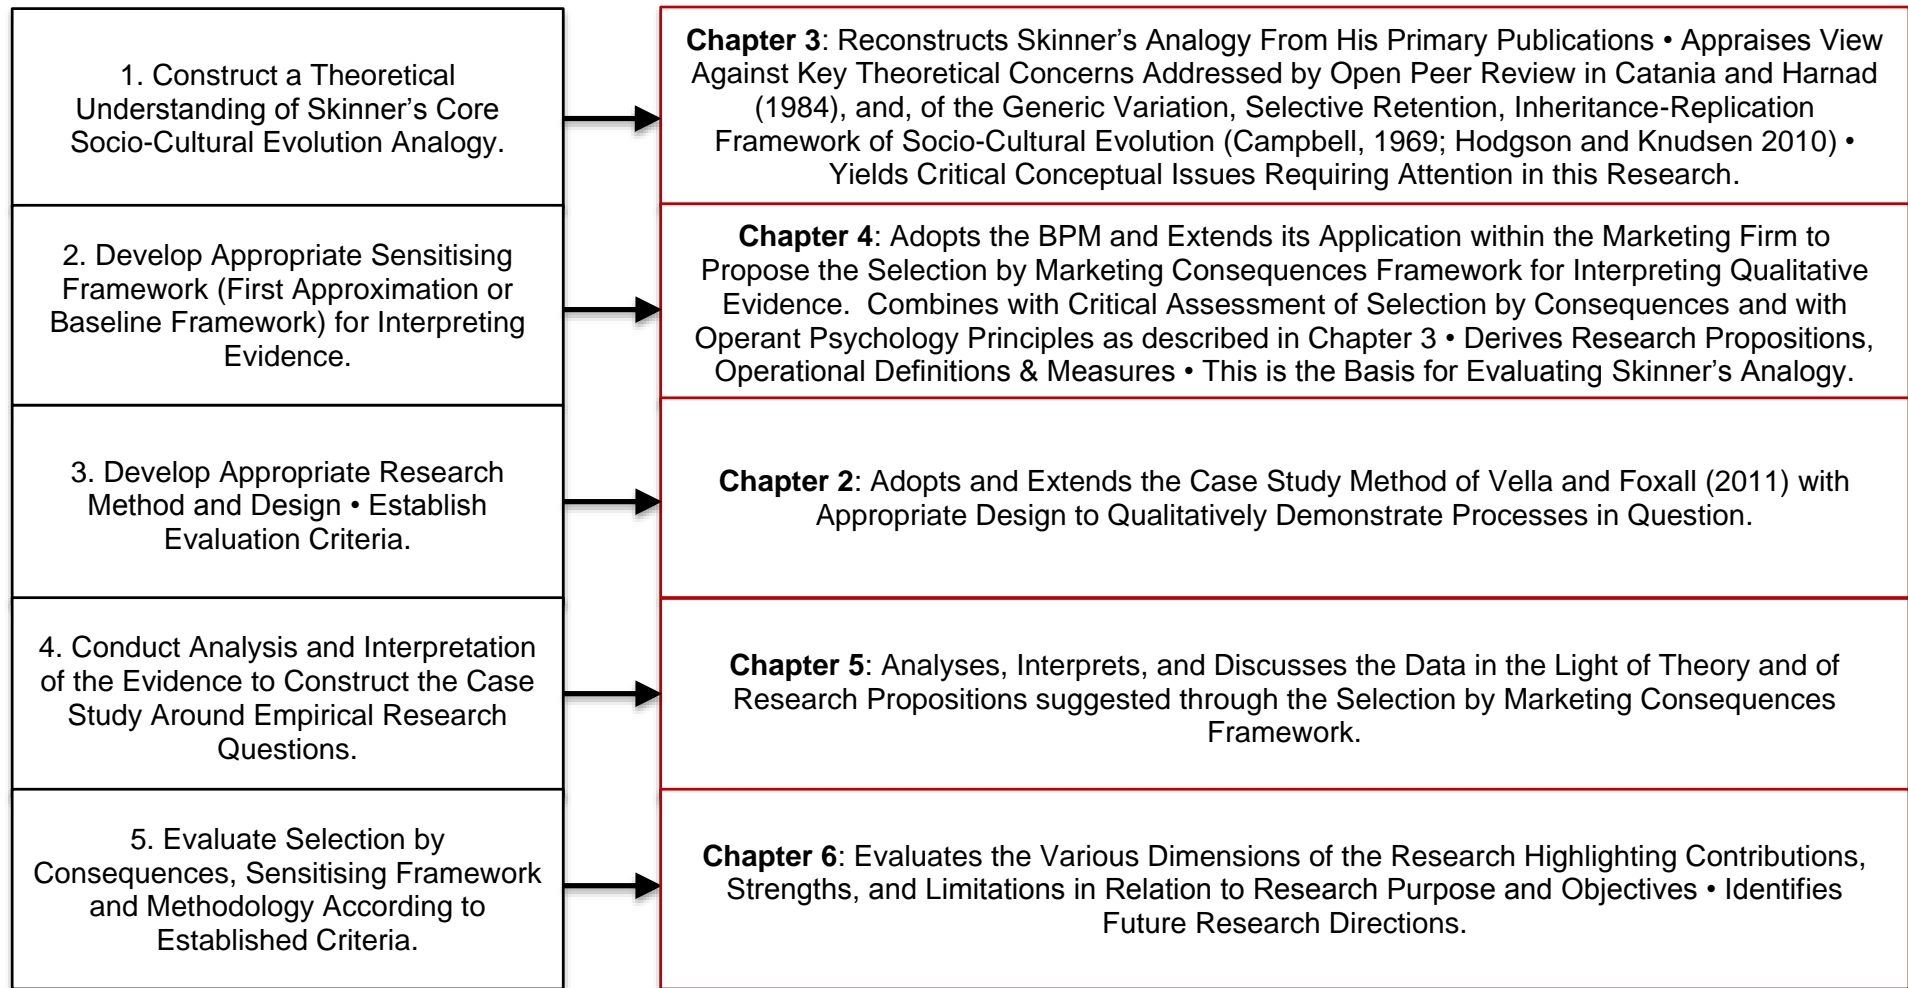 1. Construct a Theoretical
Understanding of Skinner’s Core
Socio-Cultural Evolution Analogy.
Chapter 3: Reconstructs Skinner’s Analogy From His Primary Publications • Appraises View
Against Key Theoretical Concerns Addressed by Open Peer Review in Catania and Harnad
(1984), and, of the Generic Variation, Selective Retention, Inheritance-Replication
Framework of Socio-Cultural Evolution (Campbell, 1969; Hodgson and Knudsen 2010) •
Yields Critical Conceptual Issues Requiring Attention in this Research.
2. Develop Appropriate Sensitising
Framework (First Approximation or
Baseline Framework) for Interpreting
Evidence.
Chapter 4: Adopts the BPM and Extends its Application within the Marketing Firm to
Propose the Selection by Marketing Consequences Framework for Interpreting Qualitative
Evidence. Combines with Critical Assessment of Selection by Consequences and with
Operant Psychology Principles as described in Chapter 3 • Derives Research Propositions,
Operational Definitions & Measures • This is the Basis for Evaluating Skinner’s Analogy.
3. Develop Appropriate Research
Method and Design • Establish
Evaluation Criteria.
Chapter 2: Adopts and Extends the Case Study Method of Vella and Foxall (2011) with
Appropriate Design to Qualitatively Demonstrate Processes in Question.
4. Conduct Analysis and Interpretation
of the Evidence to Construct the Case
Study Around Empirical Research
Questions.
Chapter 5: Analyses, Interprets, and Discusses the Data in the Light of Theory and of
Research Propositions suggested through the Selection by Marketing Consequences
Framework.
5. Evaluate Selection by
Consequences, Sensitising Framework
and Methodology According to
Established Criteria.
Chapter 6: Evaluates the Various Dimensions of the Research Highlighting Contributions,
Strengths, and Limitations in Relation to Research Purpose and Objectives • Identifies
Future Research Directions.